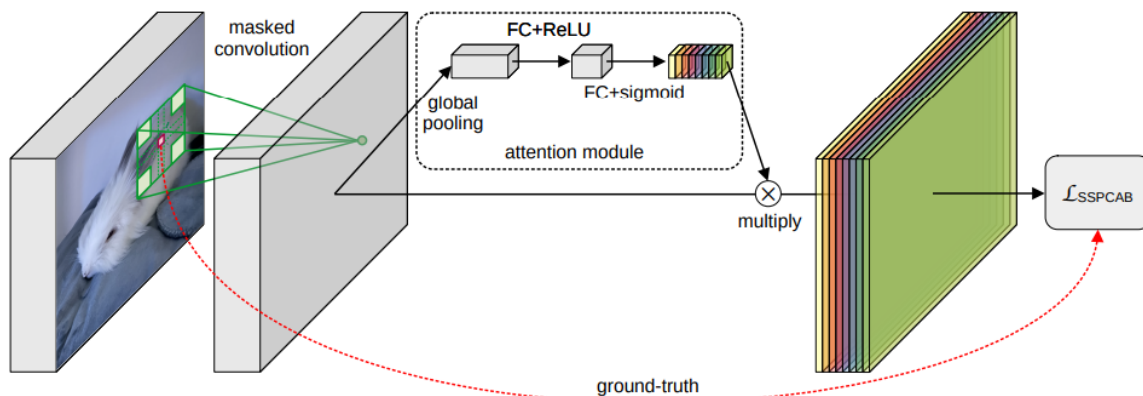 masked
convolution
FC+ReLU
global
pooling
FC+sigmoid
attention module
multiply
ℒSSPCAB
ground-truth